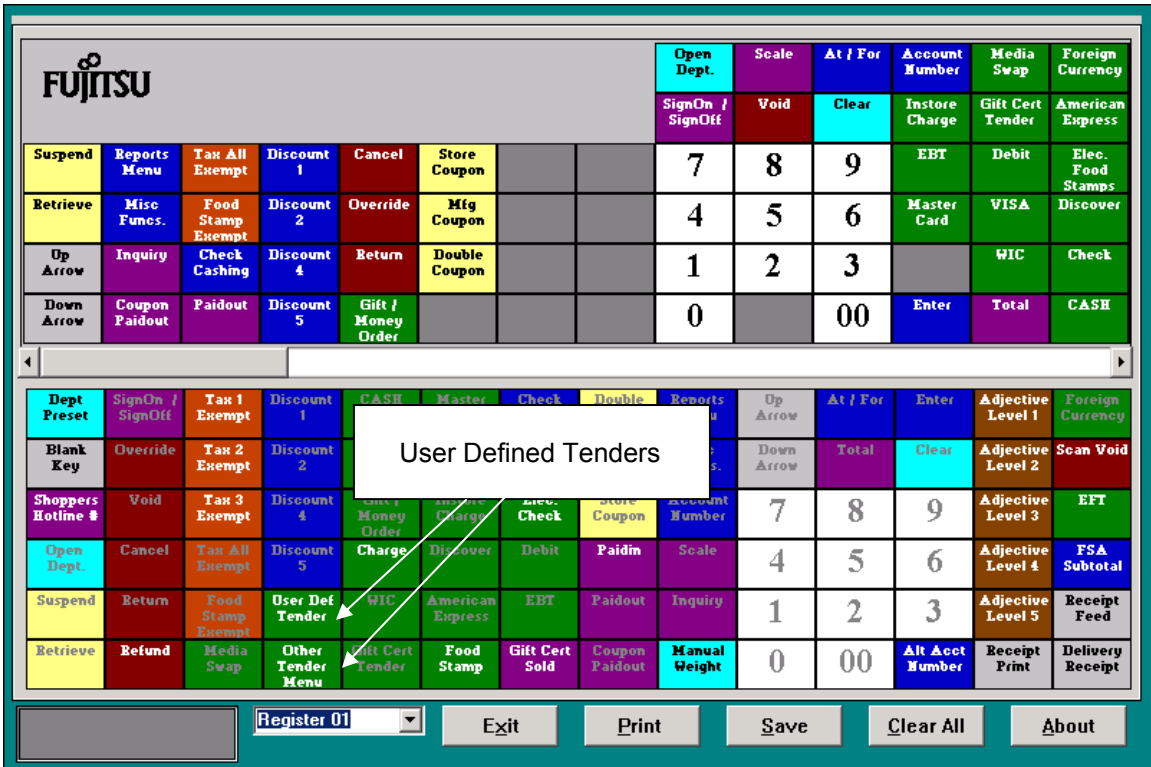 FUJITSU
Open
Dept.
Scale
At / For
Account
Number
Media
Swap
Foreign
Currency
SignOn /
SignOff
Void
Clear
Instore
Charge
Gift Cert
Tender
American
Express
Suspend
Reports
Menu
Tax All
Exempt
Discount
1
Cancel
Store
Coupon
7
8
9
EBT
Debit
Elec.
Food
Stamps
Retrieve
Misc
Funcs.
Food
Stamp
Exempt
Discount
2
Override
Mfg
Coupon
4
5
6
Master
Card
VISA
Discover
Up
Arrow
Inquiry
Check
Cashing
Discount
4
Return
Double
Coupon
1
2
3
WIC
Check
Down
Arrow
Coupon
Paidout
Paidout
Discount
5
Gift /
Money
Order
0
00
Enter
Total
CASH
Dept
Preset
SignOn /
SignOff
Tax 1
Exempt
Discount
1
CASH
Master
Check
Double
Reports
Up
Arrow
At / For
Enter
Adjective
Level 1
Foreign
Currency
User Defined Tenders
Blank
Key
Override
Tax 2
Exempt
Discount
2
Down
Arrow
Total
Clear
Adjective
Level 2
Scan Void
Shoppers
Hotline #
Void
Tax 3
Exempt
Discount
4
Gift /
Money
Order
Instore
Charge
Elec.
Check
Store
Coupon
Account
Number
7
8
9
Adjective
Level 3
EFT
Open
Dept.
Cancel
Tax All
Exempt
Discount
5
Charge
Discover
Debit
Paidin
Scale
4
5
6
Adjective
Level 4
FSA
Subtotal
Suspend
Return
Food
Stamp
Exempt
User Def
Tender
WIC
American
Express
EBT
Paidout
Inquiry
1
2
3
Adjective
Level 5
Receipt
Feed
Retrieve
Refund
Media
Swap
Other
Tender
Menu
Gift Cert
Tender
Food
Stamp
Gift Cert
Sold
Coupon
Paidout
Manual
Weight
0
00
Alt Acct
Number
Receipt
Print
Delivery
Receipt
Register 01
Exit
Print
Save
Clear All
About